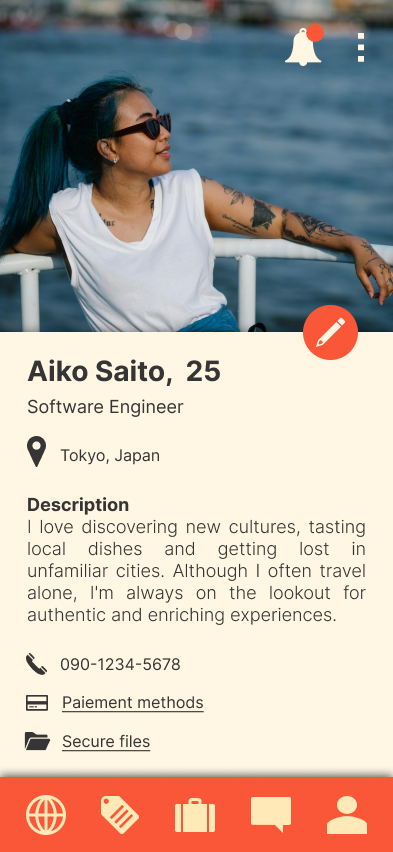 Aiko Saito, 25
Software Engineer
Tokyo, Japan
Description
I love discovering new cultures, tasting
local dishes and getting lost in
unfamiliar cities. Although I often travel
alone, I'm always on the lookout for
authentic and enriching experiences.
090-1234-5678
Paiement methods
Secure files